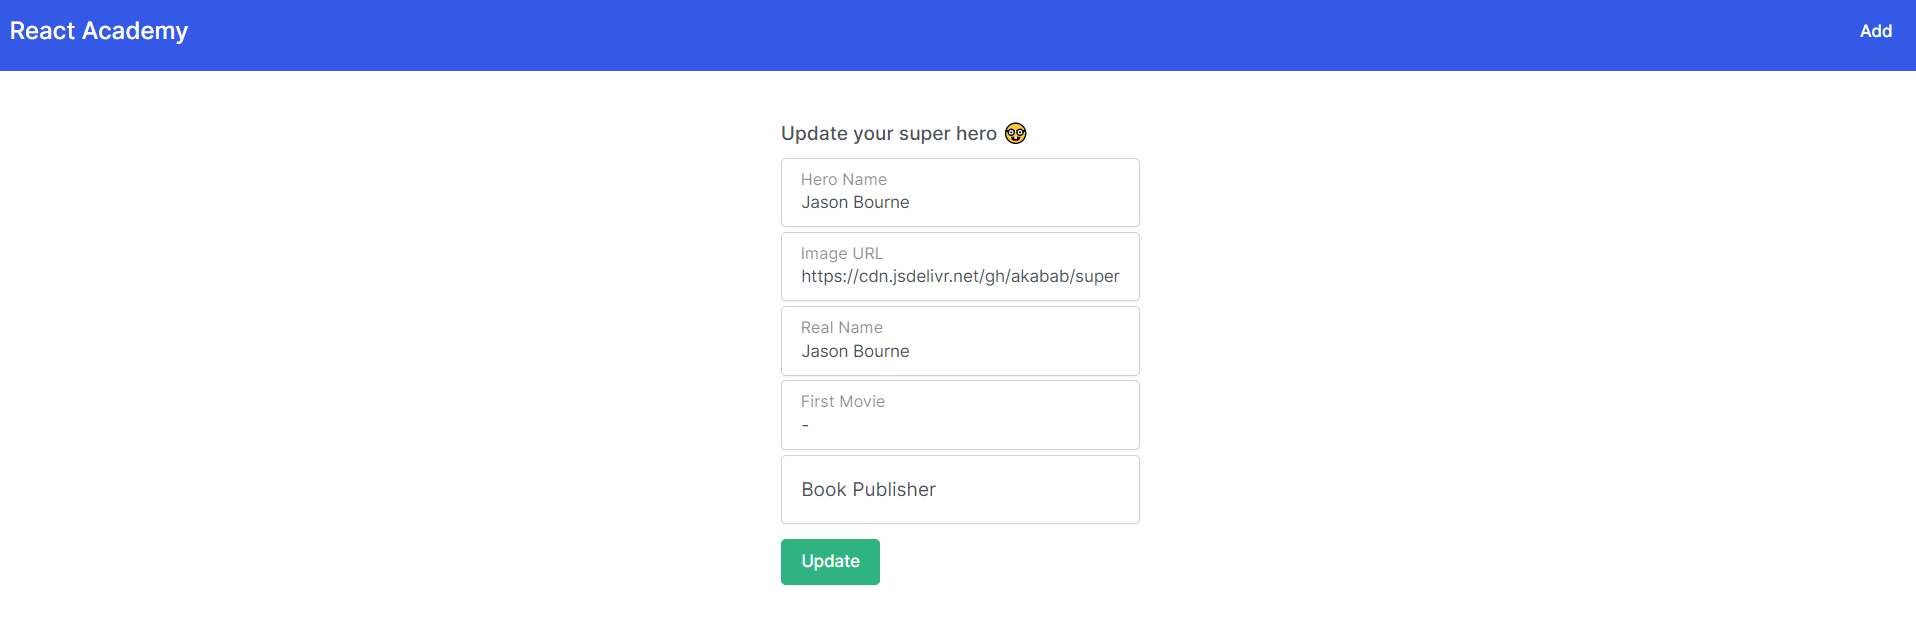 React Academy
Add
Update your super hero 🤓
Hero Name
Jason Bourne
Image URL
https://cdn.jsdelivr.net/gh/akabab/super
Real Name
Jason Bourne
First Movie
-
Book Publisher
Update